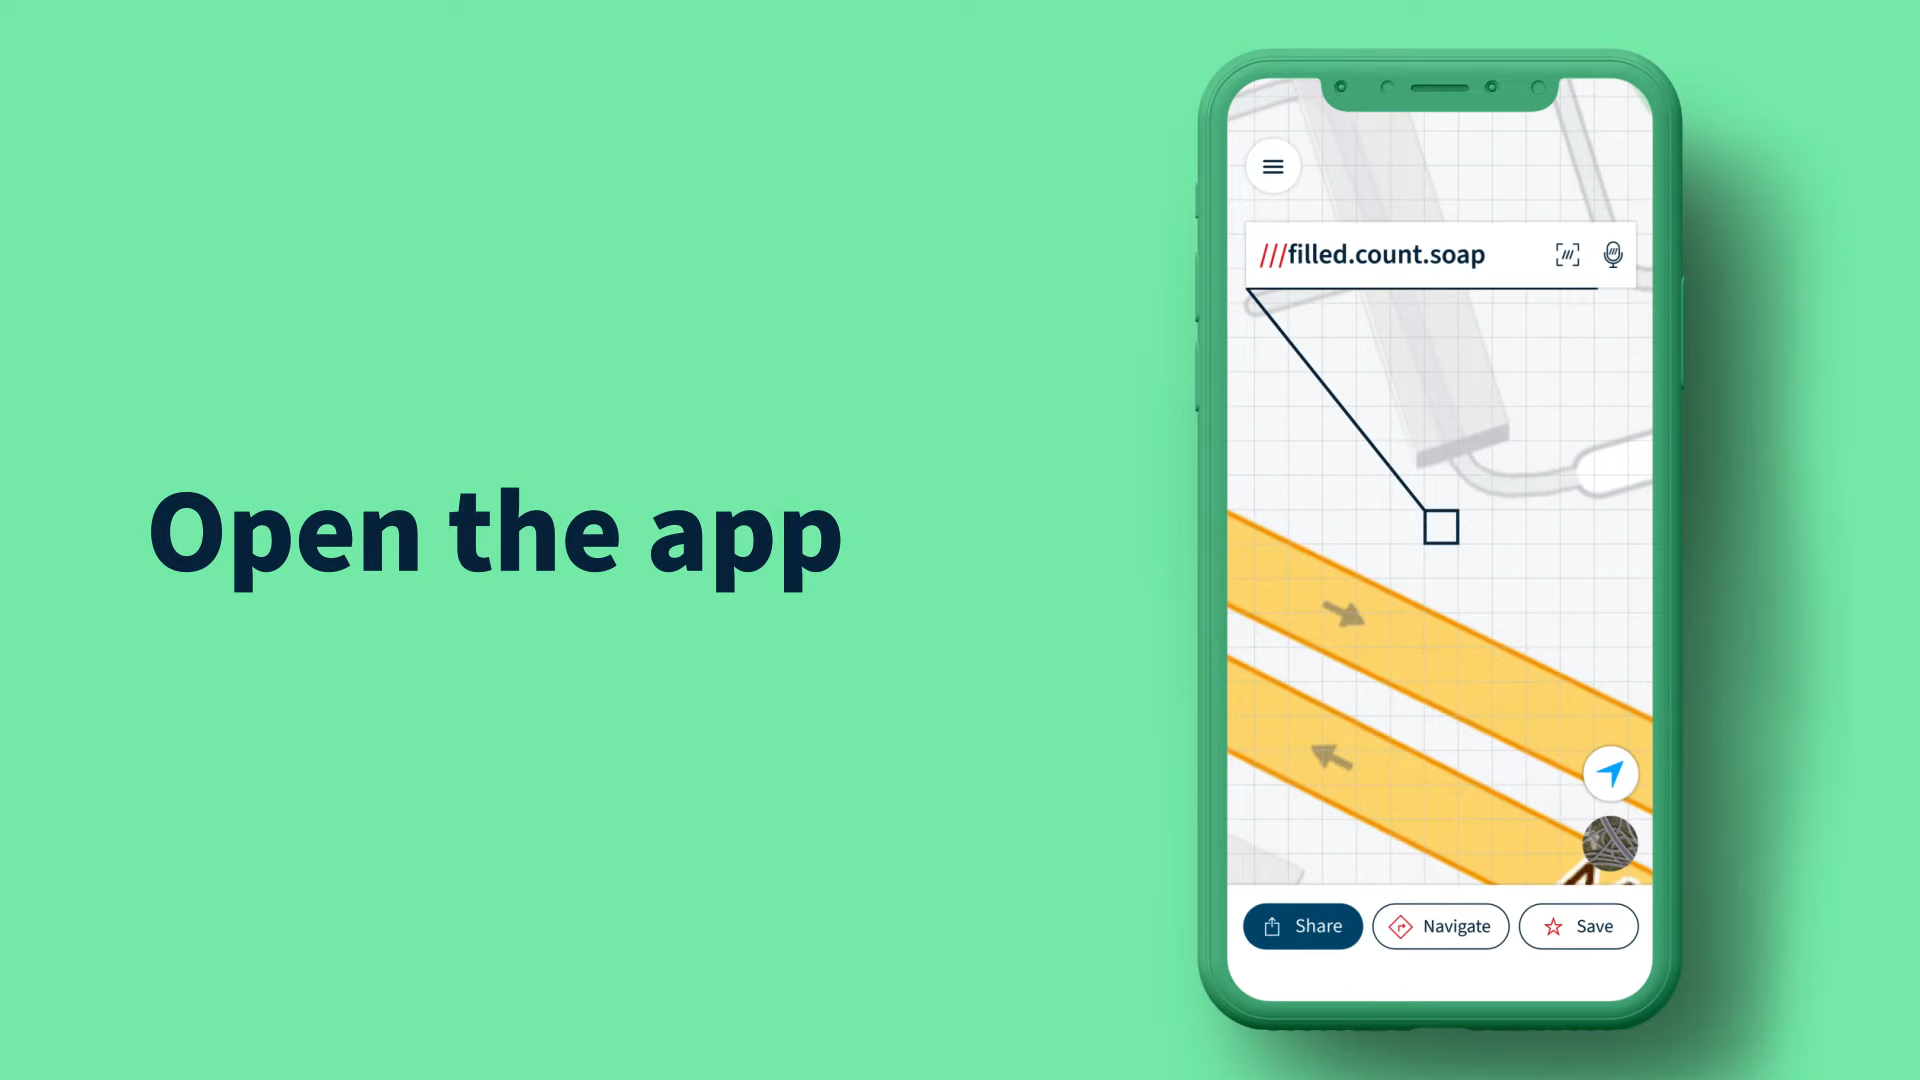 Open the app
///filled.count.soap
Share
Navigate
Save